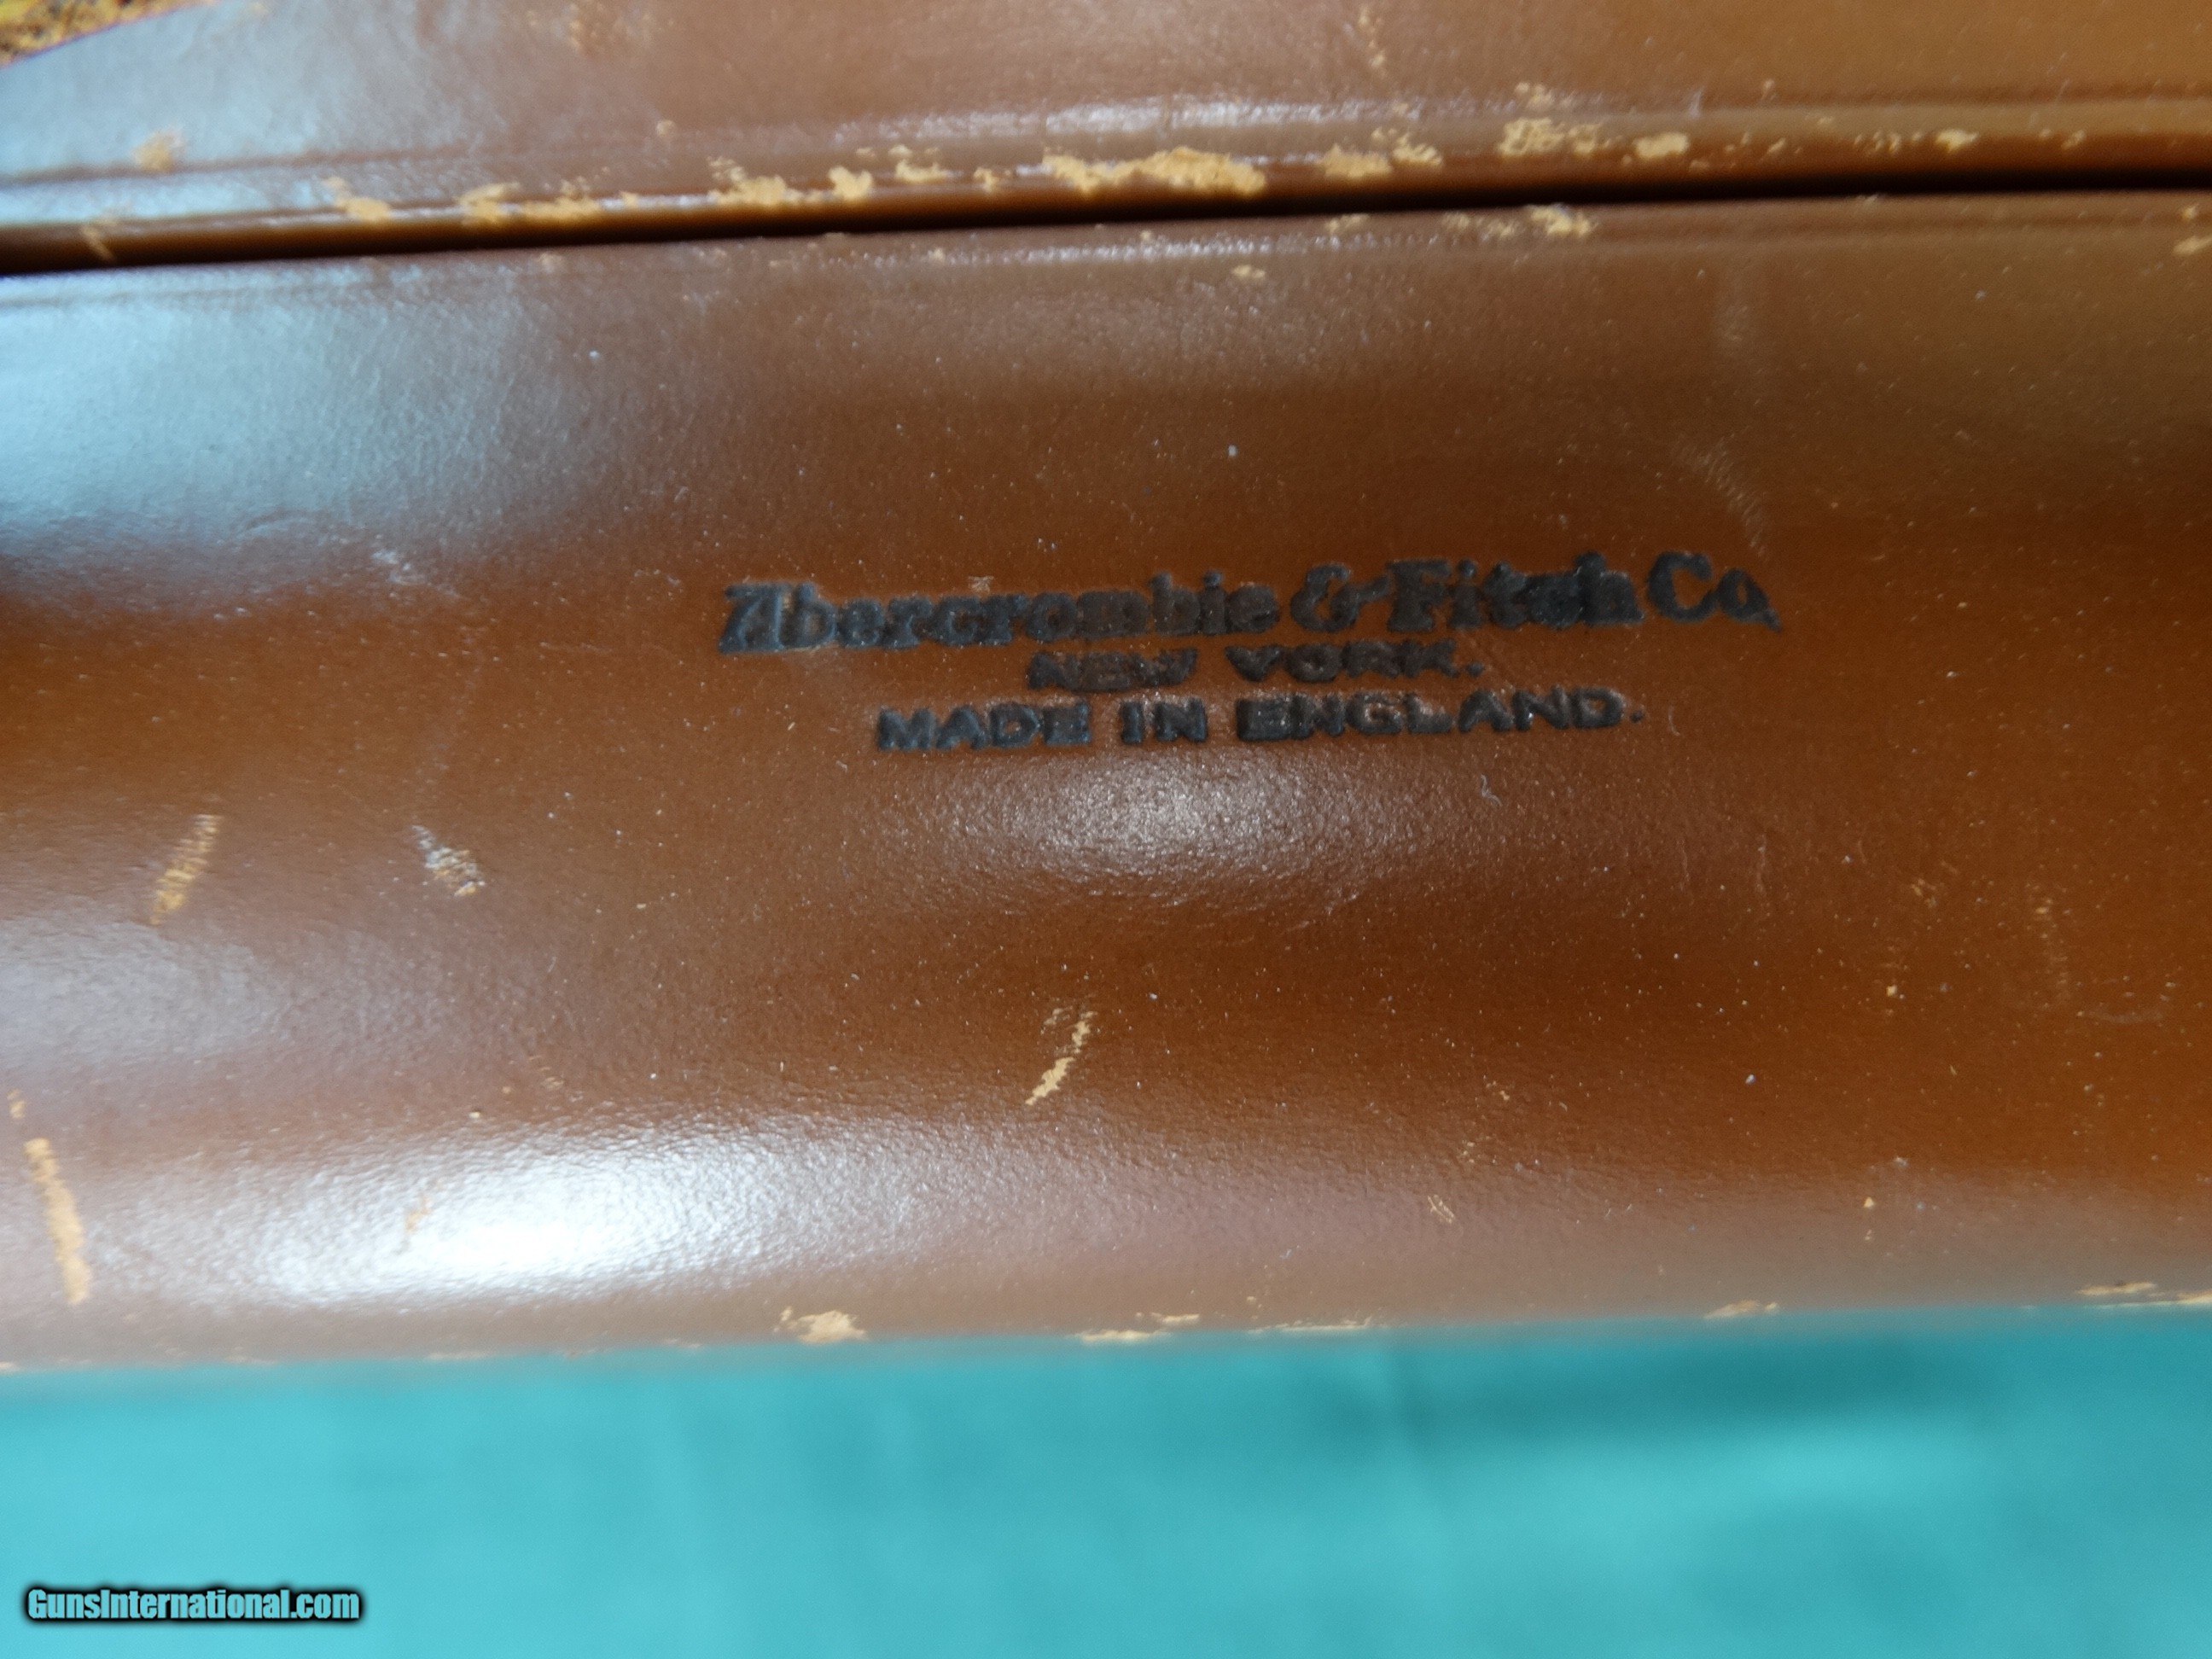 Abercrombie & Fitch Co.
NEW YORK.
MADE IN ENGLAND.
GunsInternational.com